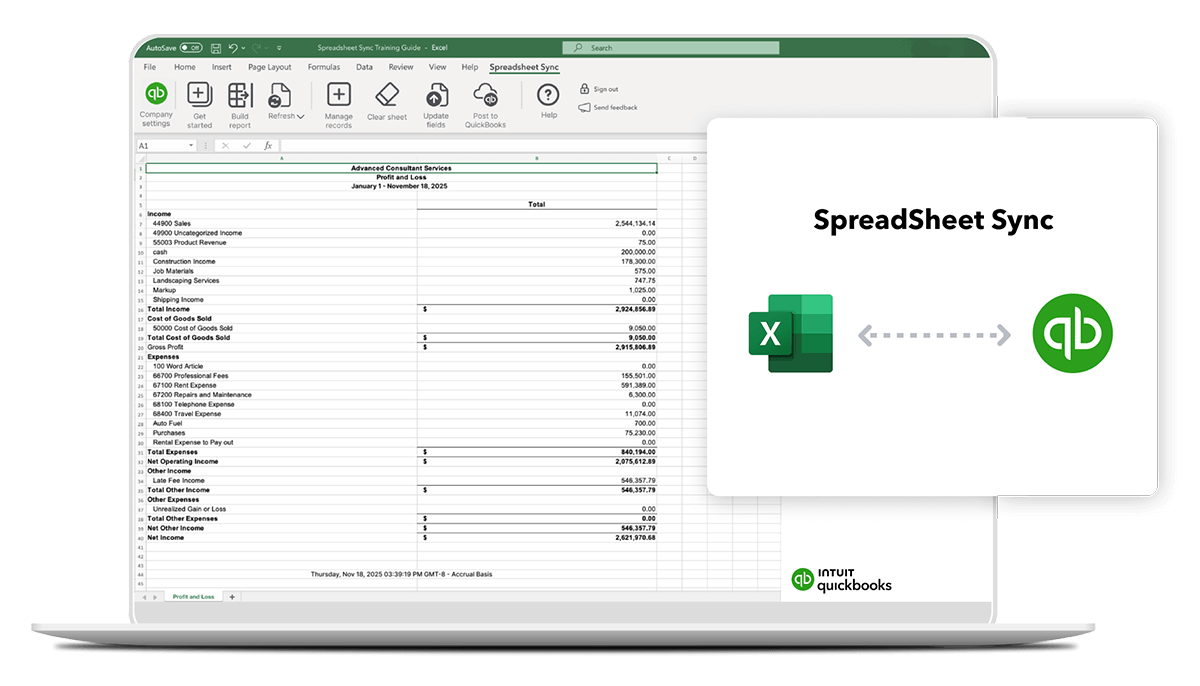 AutoSave Off Spreadsheet Sync Training Guide - Excel Search
File Home Insert Page Layout Formulas Data Review View Help Spreadsheet Sync
qb Company settings
Get started
Build report
Refresh
Manage records
Clear sheet
Update fields
Post to QuickBooks
Help
Sign out
Send feedback
A1 fx
A B C D
1 Advanced Consultant Services
2 Profit and Loss
3 January 1 - November 18, 2025
4
5 Total
6 Income
7 44900 Sales 2,544,134.14
8 49900 Uncategorized Income 0.00
9 55003 Product Revenue 75.00
10 cash 200,000.00
11 Construction Income 178,300.00
12 Job Materials 575.00
13 Landscaping Services 747.75
14 Markup 1,025.00
15 Shipping Income 0.00
16 Total Income $ 2,924,856.89
17 Cost of Goods Sold
18 50000 Cost of Goods Sold 9,050.00
19 Total Cost of Goods Sold $ 9,050.00
20 Gross Profit $ 2,915,806.89
21 Expenses
22 100 Word Article 0.00
23 66700 Professional Fees 155,501.00
24 67100 Rent Expense 591,389.00
25 67200 Repairs and Maintenance 6,300.00
26 68100 Telephone Expense 0.00
27 68400 Travel Expense 11,074.00
28 Auto Fuel 700.00
29 Purchases 75,230.00
30 Rental Expense to Pay out 0.00
31 Total Expenses $ 840,194.00
32 Net Operating Income $ 2,075,612.89
33 Other Income
34 Late Fee Income 546,357.79
35 Total Other Income $ 546,357.79
36 Other Expenses
37 Unrealized Gain or Loss 0.00
38 Total Other Expenses $ 0.00
39 Net Other Income $ 546,357.79
40 Net Income $ 2,621,970.68
41
42
43
44 Thursday, Nov 18, 2025 03:39:19 PM GMT-8 - Accrual Basis
45
Profit and Loss +
SpreadSheet Sync
X qb
qb INTUIT
quickbooks